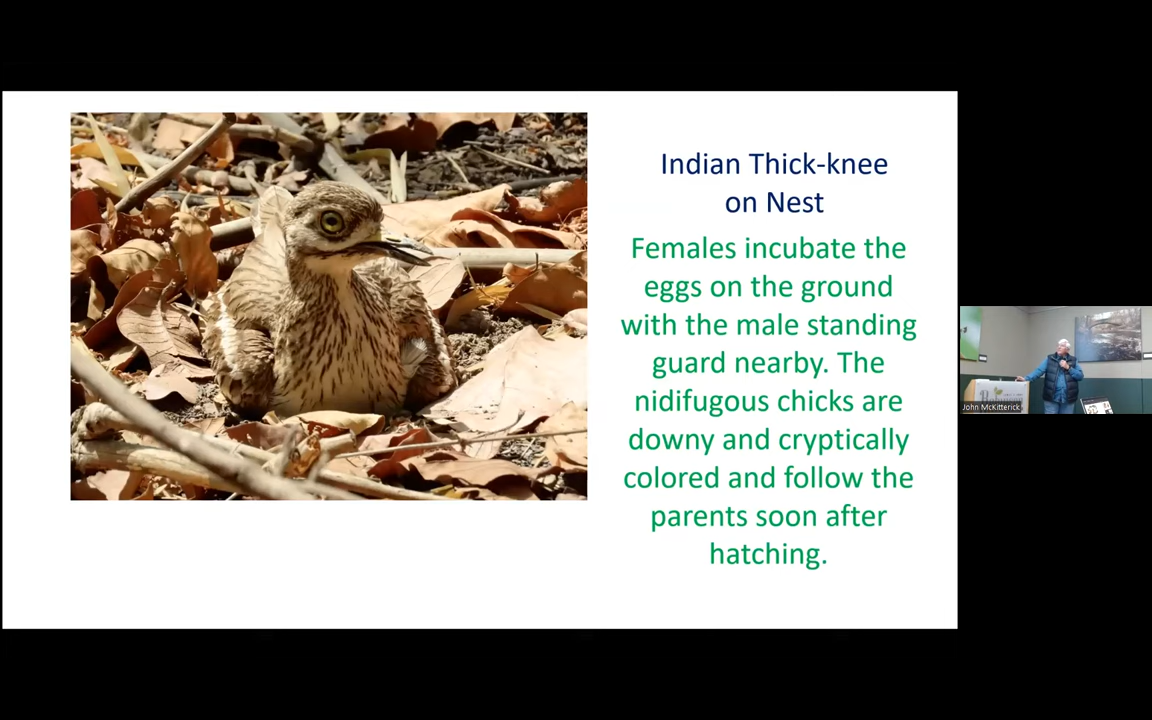 Indian Thick-knee
on Nest
Females incubate the
eggs on the ground
with the male standing
guard nearby. The
nidifugous chicks are
downy and cryptically
colored and follow the
parents soon after
hatching.
John McKitterick